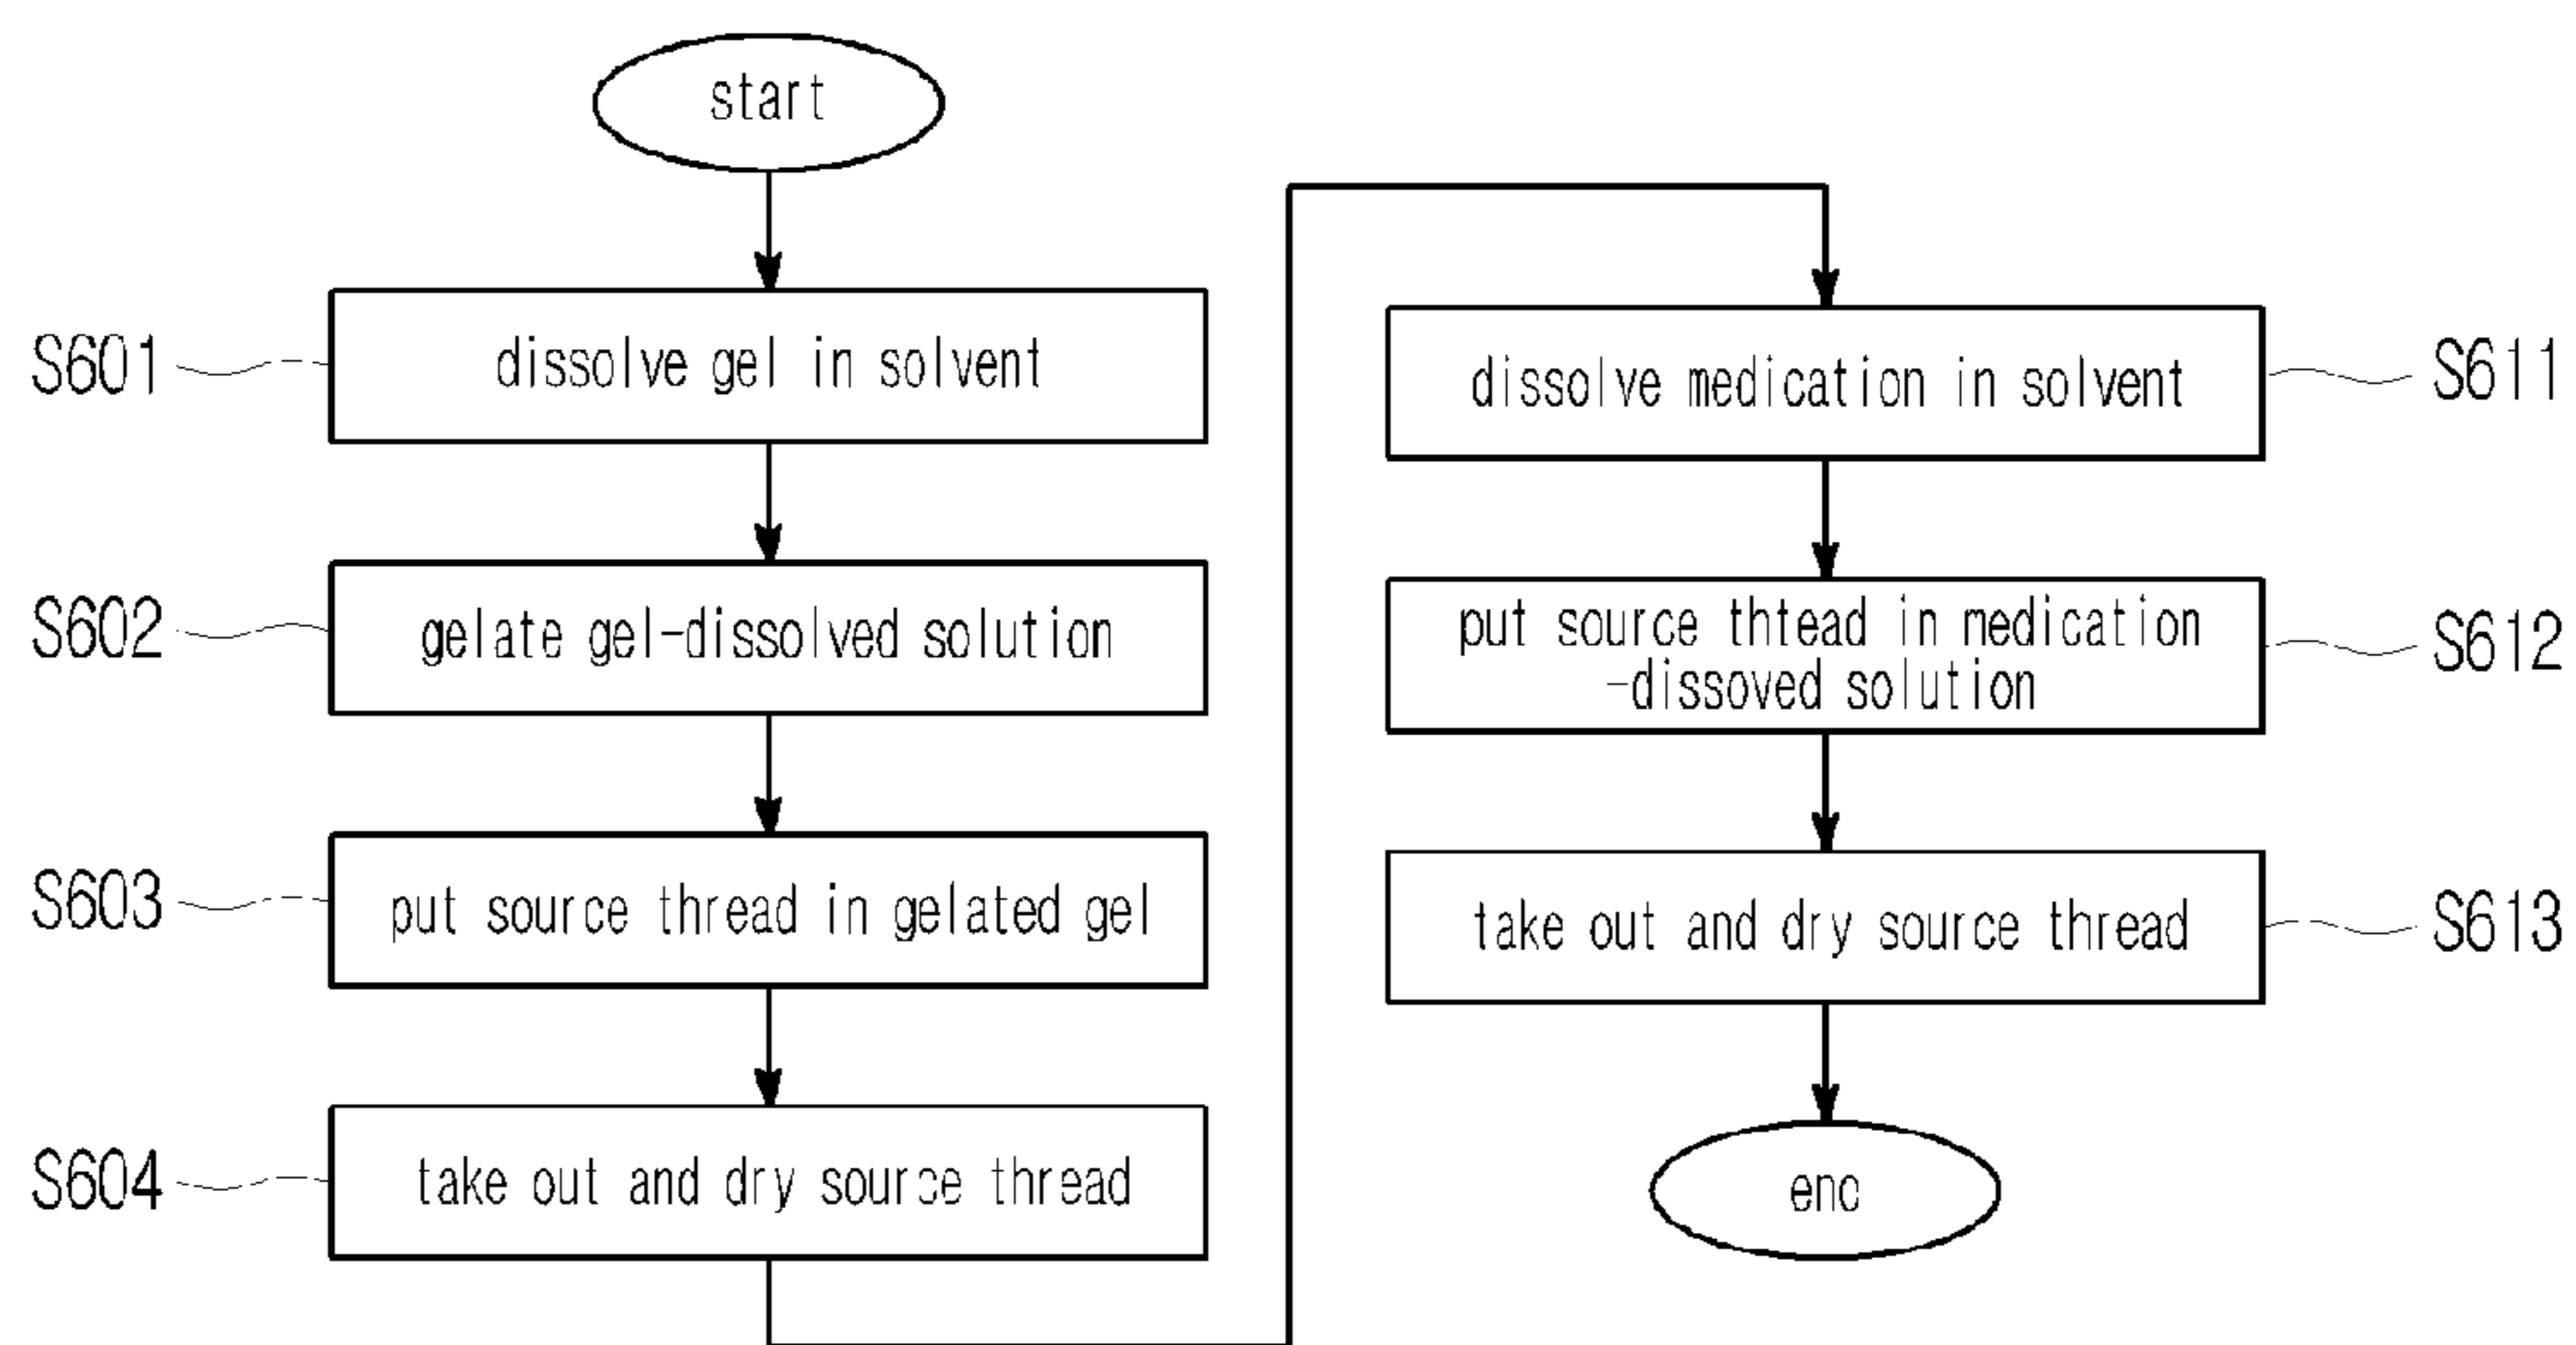 start
S601
dissolve gel in solvent
S602
gelate gel-dissolved solution
S603
put source thread in gelated gel
S604
take out and dry source thread
dissolve medication in solvent
S611
put source thtead in medication
-dissoved solution
S612
take out and dry source thread
S613
end